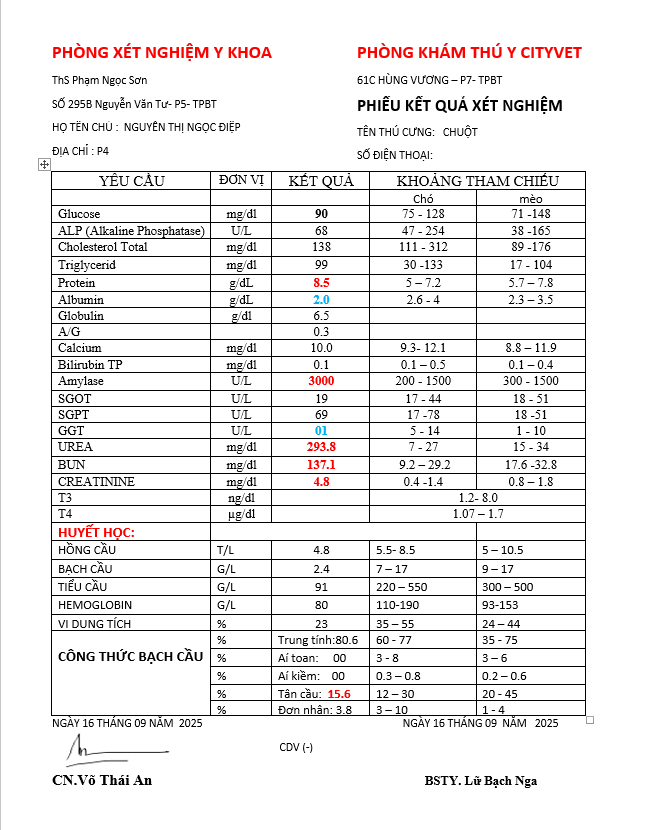 PHÒNG XÉT NGHIỆM Y KHOA PHÒNG KHÁM THÚ Y CITYVET
ThS Phạm Ngọc Sơn 61C HÙNG VƯƠNG – P7- TPBT
SỐ 295B Nguyễn Văn Tư- P5- TPBT PHIẾU KẾT QUẢ XÉT NGHIỆM
HỌ TÊN CHỦ : NGUYỄN THỊ NGỌC ĐIỆP TÊN THÚ CƯNG: CHUỘT
ĐỊA CHỈ : P4 SỐ ĐIỆN THOẠI:
YÊU CẦU ĐƠN VỊ KẾT QUẢ KHOẢNG THAM CHIẾU
Chó mèo
Glucose mg/dl 90 75 - 128 71 -148
ALP (Alkaline Phosphatase) U/L 68 47 - 254 38 -165
Cholesterol Total mg/dl 138 111 - 312 89 -176
Triglycerid mg/dl 99 30 -133 17 - 104
Protein g/dL 8.5 5 – 7.2 5.7 – 7.8
Albumin g/dL 2.0 2.6 - 4 2.3 – 3.5
Globulin g/dl 6.5
A/G 0.3
Calcium mg/dl 10.0 9.3- 12.1 8.8 – 11.9
Bilirubin TP mg/dl 0.1 0.1 – 0.5 0.1 – 0.4
Amylase U/L 3000 200 - 1500 300 - 1500
SGOT U/L 19 17 - 44 18 - 51
SGPT U/L 69 17 -78 18 -51
GGT U/L 01 5 - 14 1 - 10
UREA mg/dl 293.8 7 - 27 15 - 34
BUN mg/dl 137.1 9.2 – 29.2 17.6 -32.8
CREATININE mg/dl 4.8 0.4 -1.4 0.8 – 1.8
T3 ng/dl 1.2- 8.0
T4 µg/dl 1.07 – 1.7
HUYẾT HỌC:
HỒNG CẦU T/L 4.8 5.5- 8.5 5 – 10.5
BẠCH CẦU G/L 2.4 7 – 17 9 – 17
TIỂU CẦU G/L 91 220 – 550 300 – 500
HEMOGLOBIN G/L 80 110-190 93-153
VI DUNG TÍCH % 23 35 – 55 24 – 44
CÔNG THỨC BẠCH CẦU % Trung tính:80.6 60 - 77 35 - 75
% Aí toan: 00 3 - 8 3 – 6
% Aí kiềm: 00 0.3 – 0.8 0.2 – 0.6
% Tân cầu: 15.6 12 – 30 20 - 45
% Đơn nhân: 3.8 3 – 10 1 - 4
NGÀY 16 THÁNG 09 NĂM 2025 NGÀY 16 THÁNG 09 NĂM 2025
CDV (-)
CN.Võ Thái An BSTY. Lữ Bạch Nga